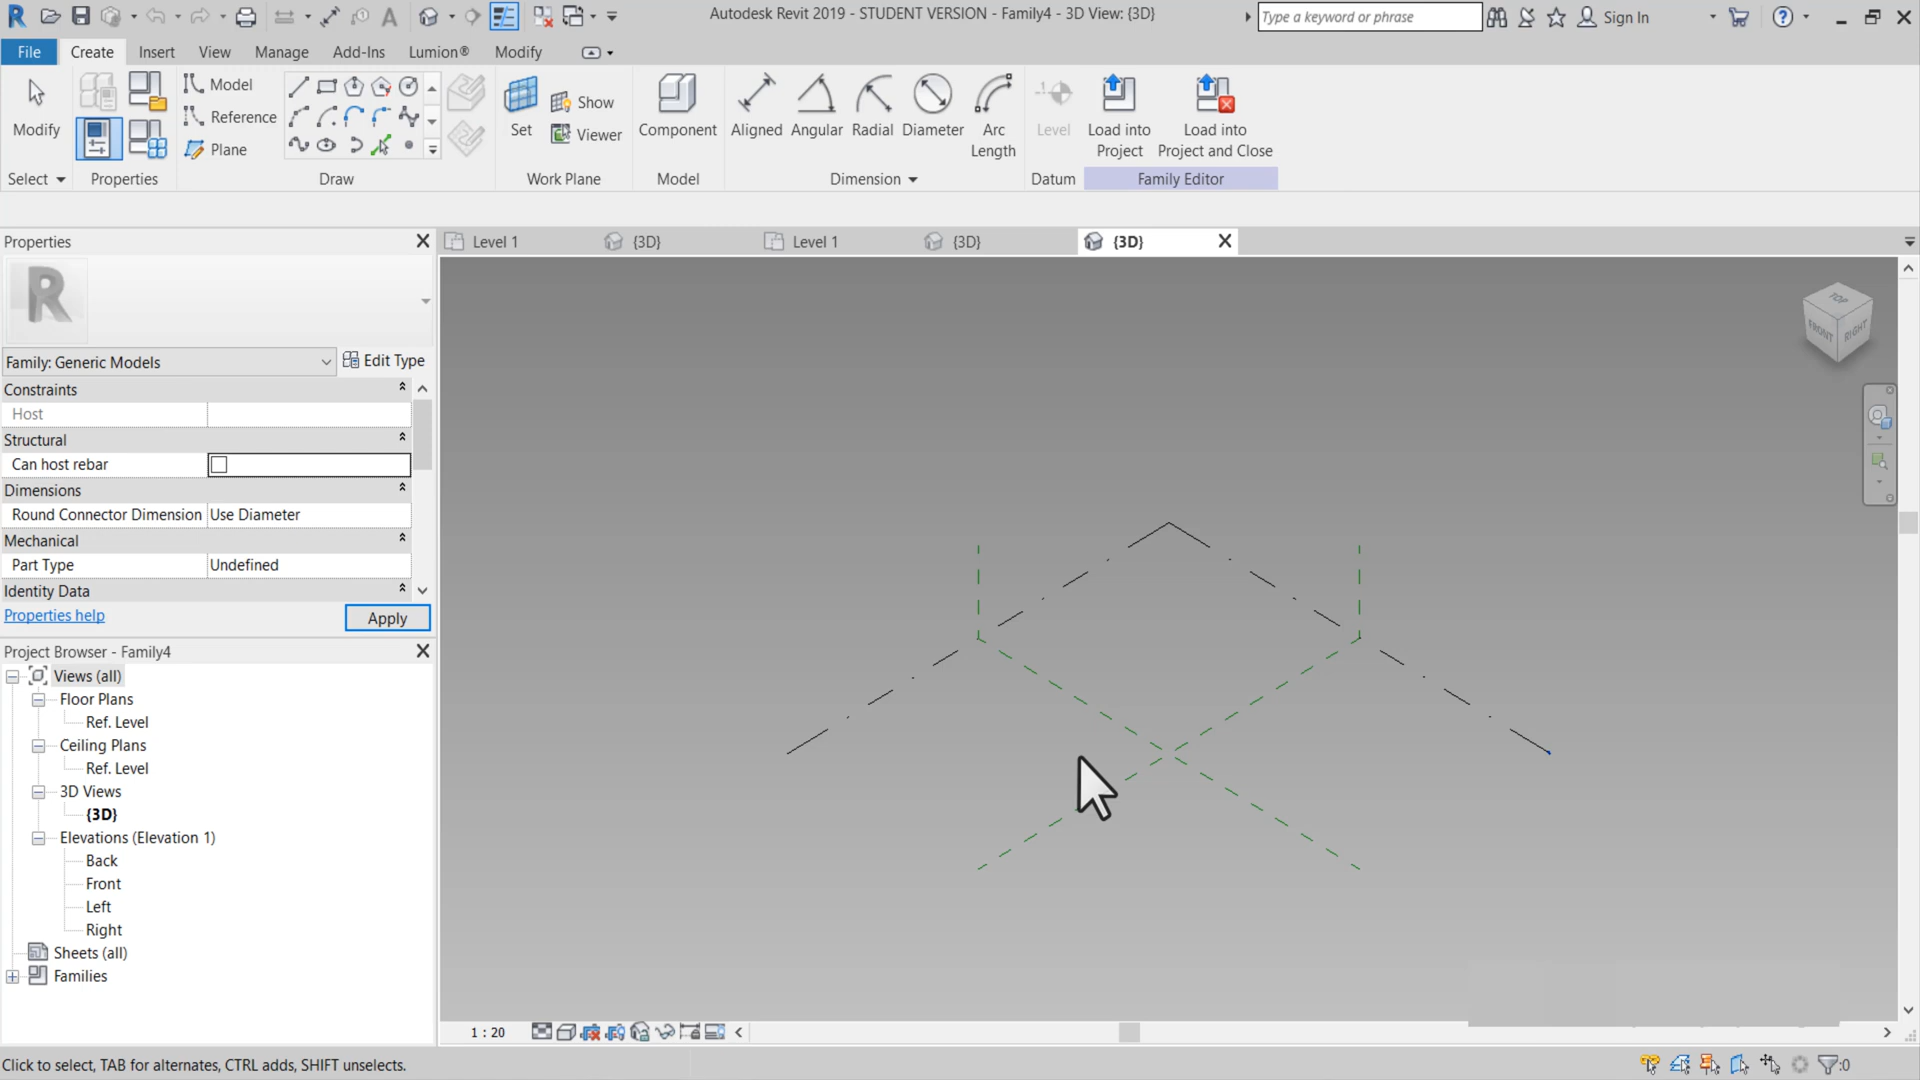 Autodesk Revit 2019 - STUDENT VERSION - Family4 - 3D View: {3D}
Type a keyword or phrase
Sign In
File
Create
Insert
View
Manage
Add-Ins
Lumion®
Modify
Modify
Model
Reference
Plane
Set
Show
Viewer
Component
Aligned
Angular
Radial
Diameter
Arc
Length
Level
Load into
Project
Load into
Project and Close
Select
Properties
Draw
Work Plane
Model
Dimension
Datum
Family Editor
Properties
Level 1
{3D}
Level 1
{3D}
{3D}
R
Family: Generic Models
Edit Type
Constraints
Host
Structural
Can host rebar
Dimensions
Round Connector Dimension
Use Diameter
Mechanical
Part Type
Undefined
Identity Data
Properties help
Apply
Project Browser - Family4
Views (all)
Floor Plans
Ref. Level
Ceiling Plans
Ref. Level
3D Views
{3D}
Elevations (Elevation 1)
Back
Front
Left
Right
Sheets (all)
Families
TOP
FRONT
RIGHT
1 : 20
Click to select, TAB for alternates, CTRL adds, SHIFT unselects.
:0